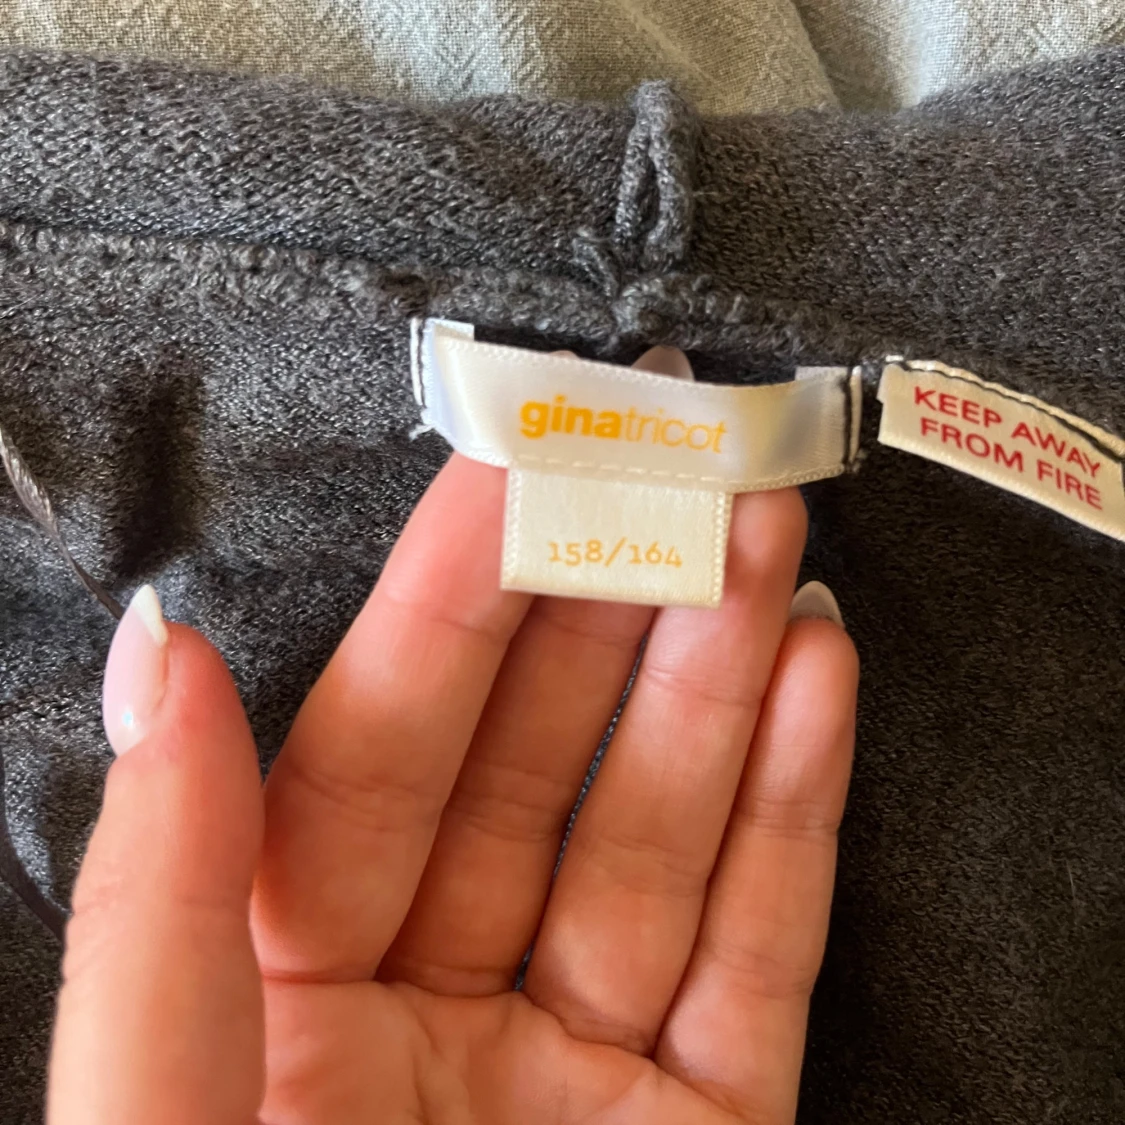 ginatricot
158/164
KEEP AWAY
FROM FIRE